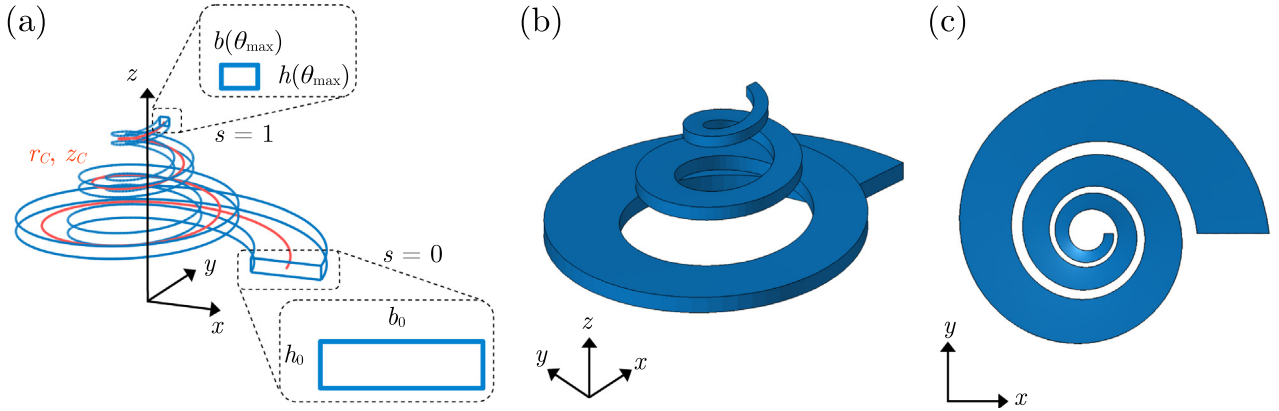 (a)
b(θmax)
h(θmax)
z
s = 1
rC, zC
s = 0
y
x
b0
h0
(b)
z
y
x
(c)
y
x